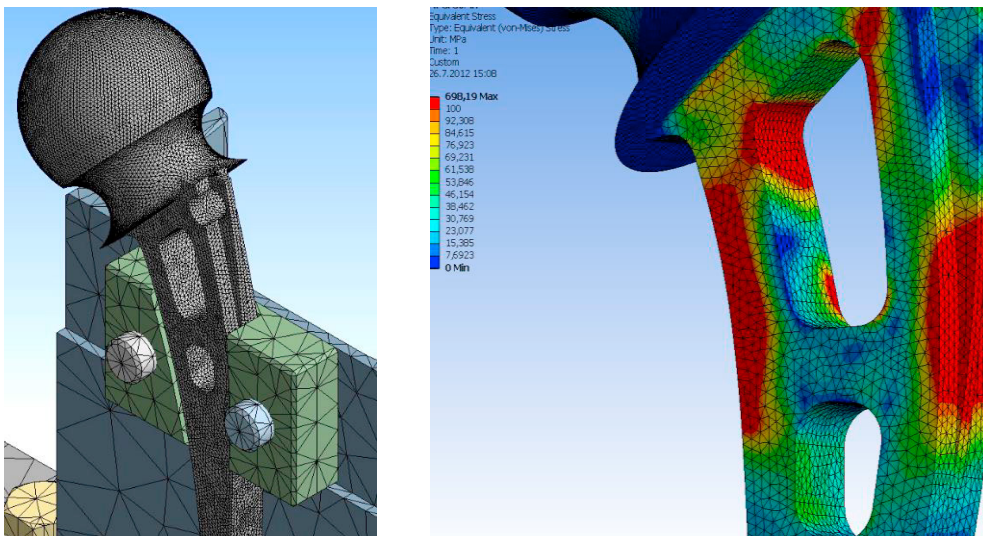 Equivalent Stress
Type: Equivalent (von-Mises) Stress
Unit: MPa
Time: 1
Custom
26.7.2012 15:08
698,19 Max
100
92,308
84,615
76,923
69,231
61,538
53,846
46,154
38,462
30,769
23,077
15,385
7,6923
0 Min